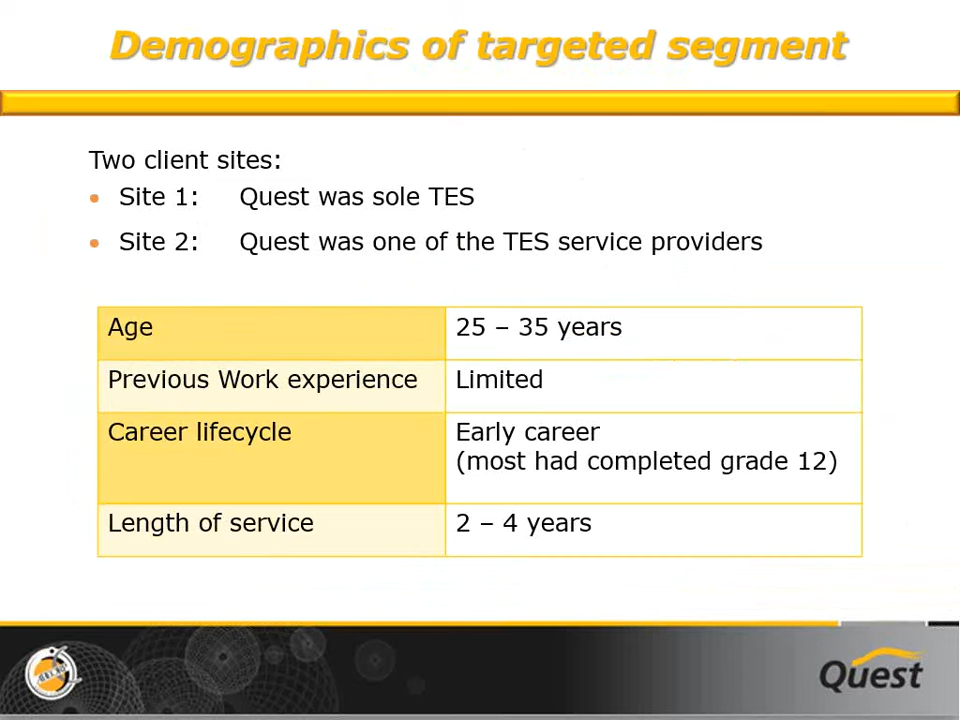 Demographics of targeted segment
Two client sites:
• Site 1: Quest was sole TES
• Site 2: Quest was one of the TES service providers
Age 25 – 35 years
Previous Work experience Limited
Career lifecycle Early career
(most had completed grade 12)
Length of service 2 – 4 years
Quest